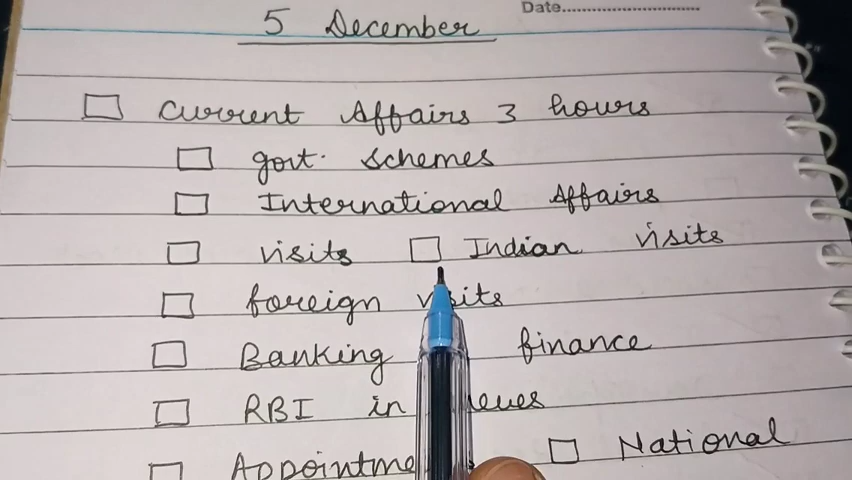 Date
5 December
Current Affairs 3 hours
govt. schemes
International Affairs
visits Indian visits
foreign visits
Banking finance
RBI in
National